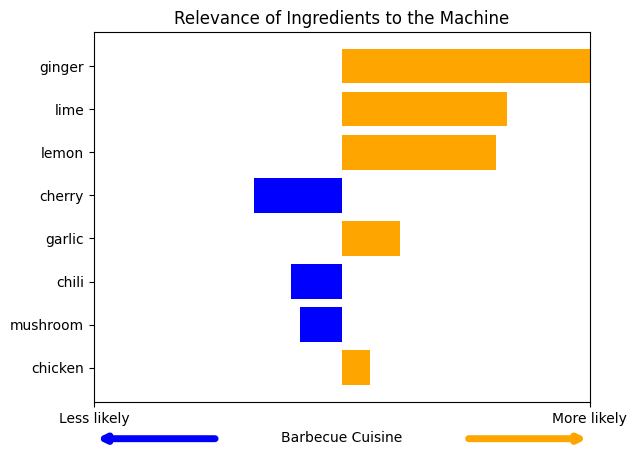 Relevance of Ingredients to the Machine
ginger
lime
lemon
cherry
garlic
chili
mushroom
chicken
Less likely
More likely
Barbecue Cuisine